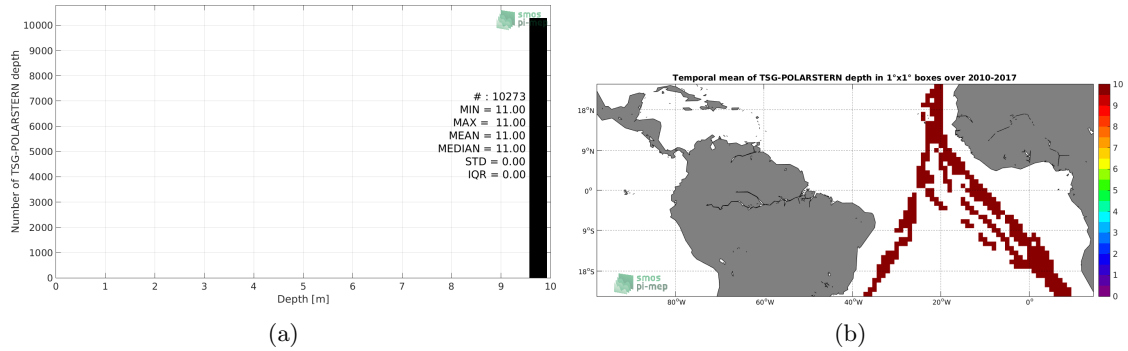 10000
9000
8000
7000
6000
5000
4000
3000
2000
1000
0
Number of TSG-POLARSTERN depth
smos
pi-mep
# : 10273
MIN = 11.00
MAX = 11.00
MEAN = 11.00
MEDIAN = 11.00
STD = 0.00
IQR = 0.00
0 1 2 3 4 5 6 7 8 9 10
Depth [m]
(a)
Temporal mean of TSG-POLARSTERN depth in 1°x1° boxes over 2010-2017
18°N
9°N
0°
9°S
18°S
smos
pi-mep
80°W 60°W 40°W 20°W 0°
10
9
8
7
6
5
4
3
2
1
0
(b)